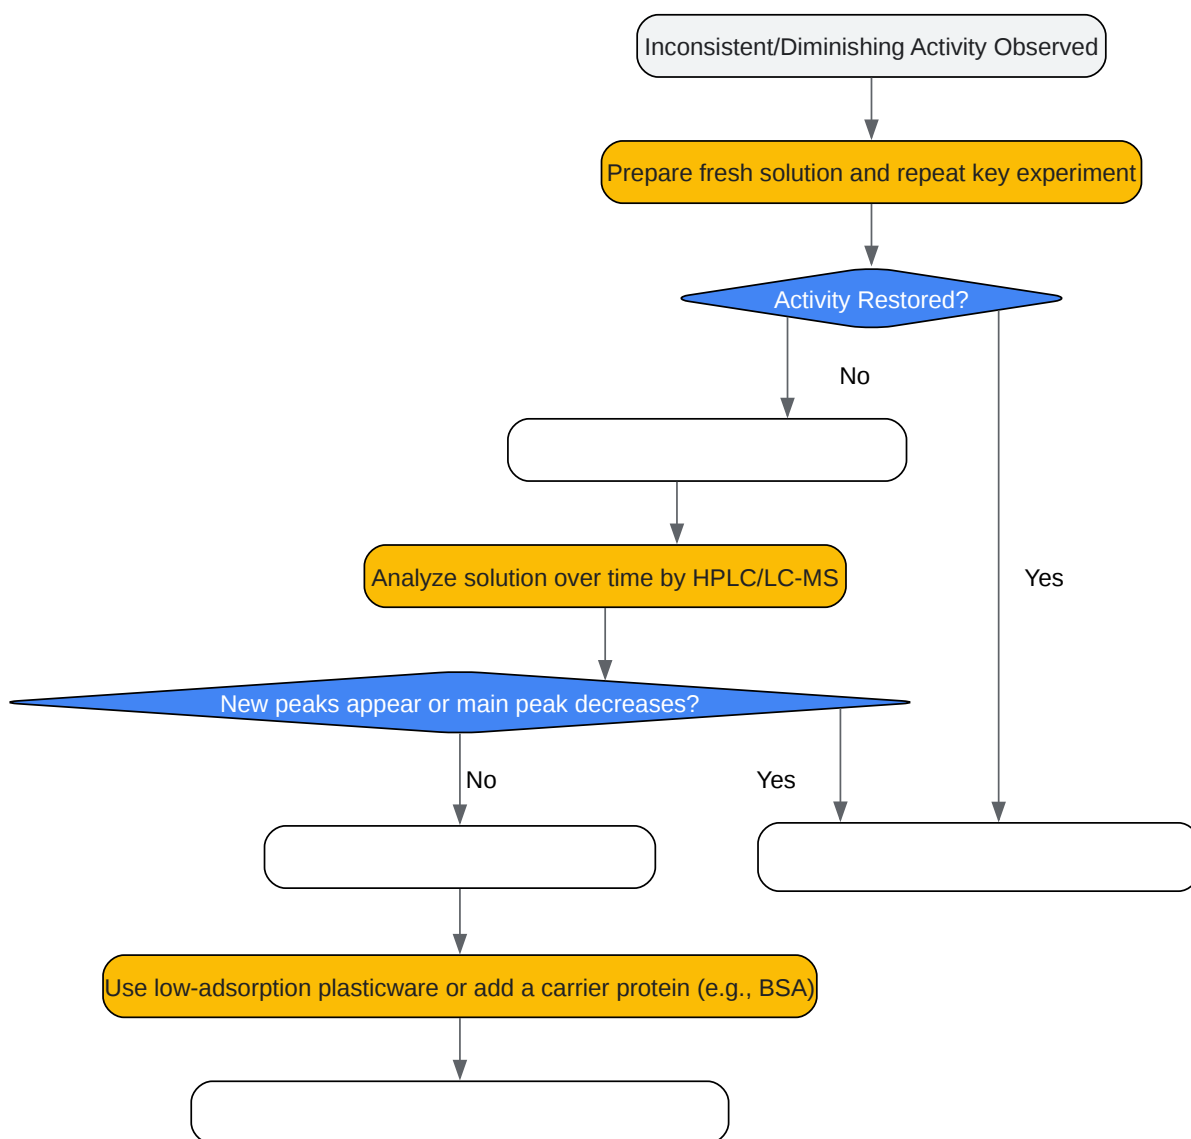 Inconsistent/Diminishing Activity Observed
Prepare fresh solution and repeat key experiment
Activity Restored?
No
Analyze solution over time by HPLC/LC-MS
Yes
New peaks appear or main peak decreases?
No
Yes
Use low-adsorption plasticware or add a carrier protein (e.g., BSA)